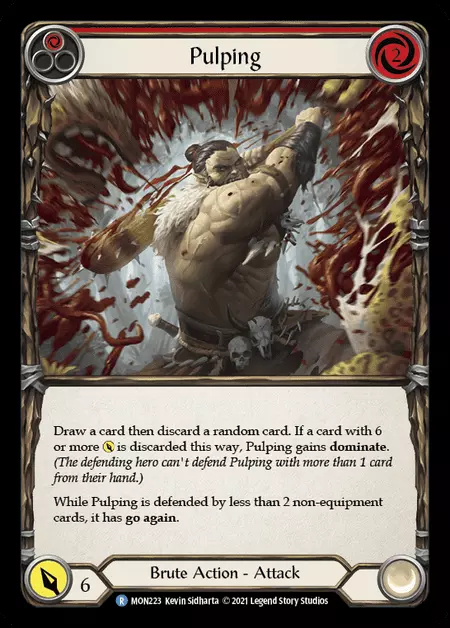 Pulping
2
Draw a card then discard a random card. If a card with 6
or more is discarded this way, Pulping gains dominate.
(The defending hero can't defend Pulping with more than 1 card
from their hand.)
While Pulping is defended by less than 2 non-equipment
cards, it has go again.
6
Brute Action - Attack
R MON223 Kevin Sidharta © 2021 Legend Story Studios